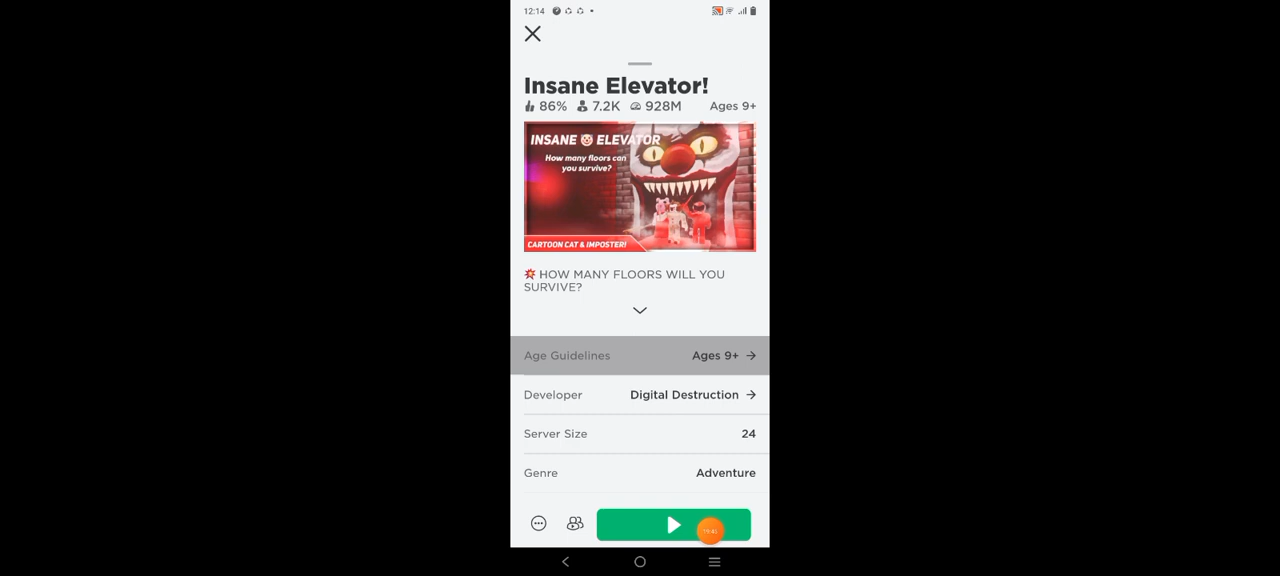 12:14
Insane Elevator!
86% 7.2K 928M Ages 9+
INSANE 🤡 ELEVATOR
How many floors can
you survive?
CARTOON CAT & IMPOSTER!
💥 HOW MANY FLOORS WILL YOU
SURVIVE?
Age Guidelines Ages 9+ →
Developer Digital Destruction →
Server Size 24
Genre Adventure